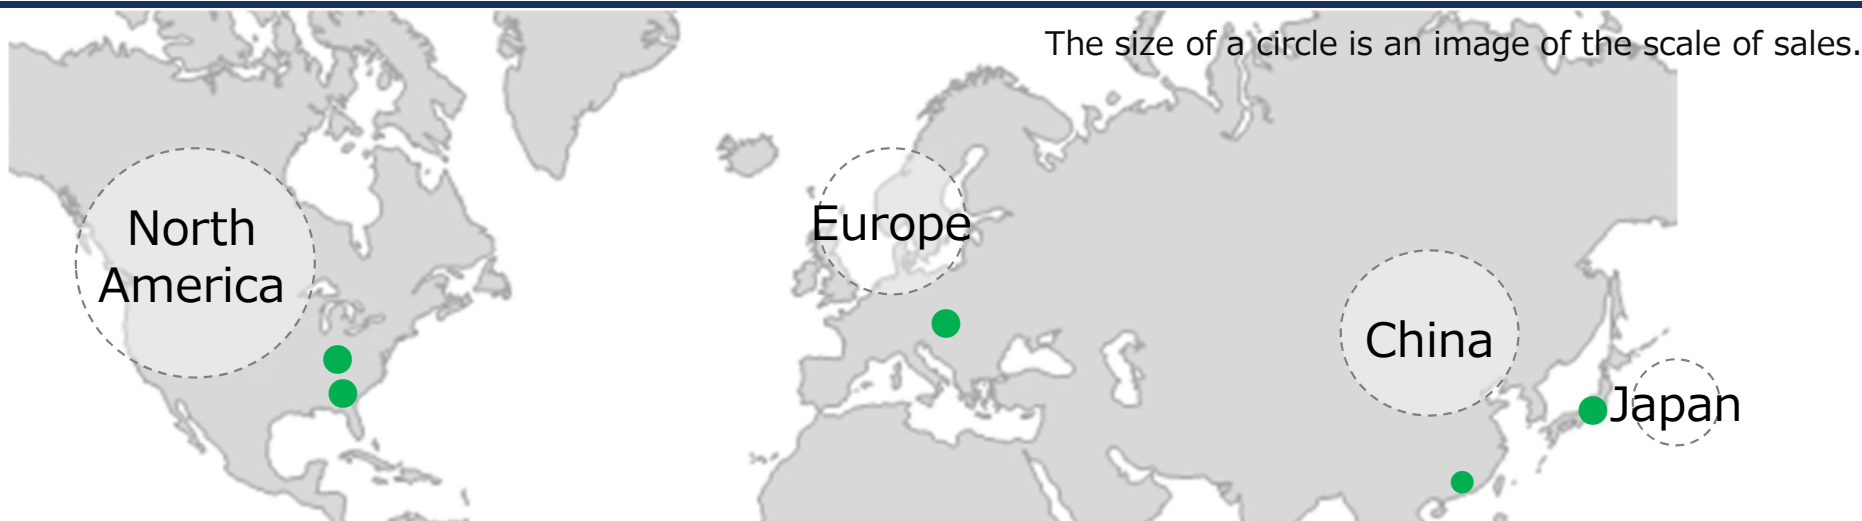 The size of a circle is an image of the scale of sales.
North
America
Europe
China
Japan